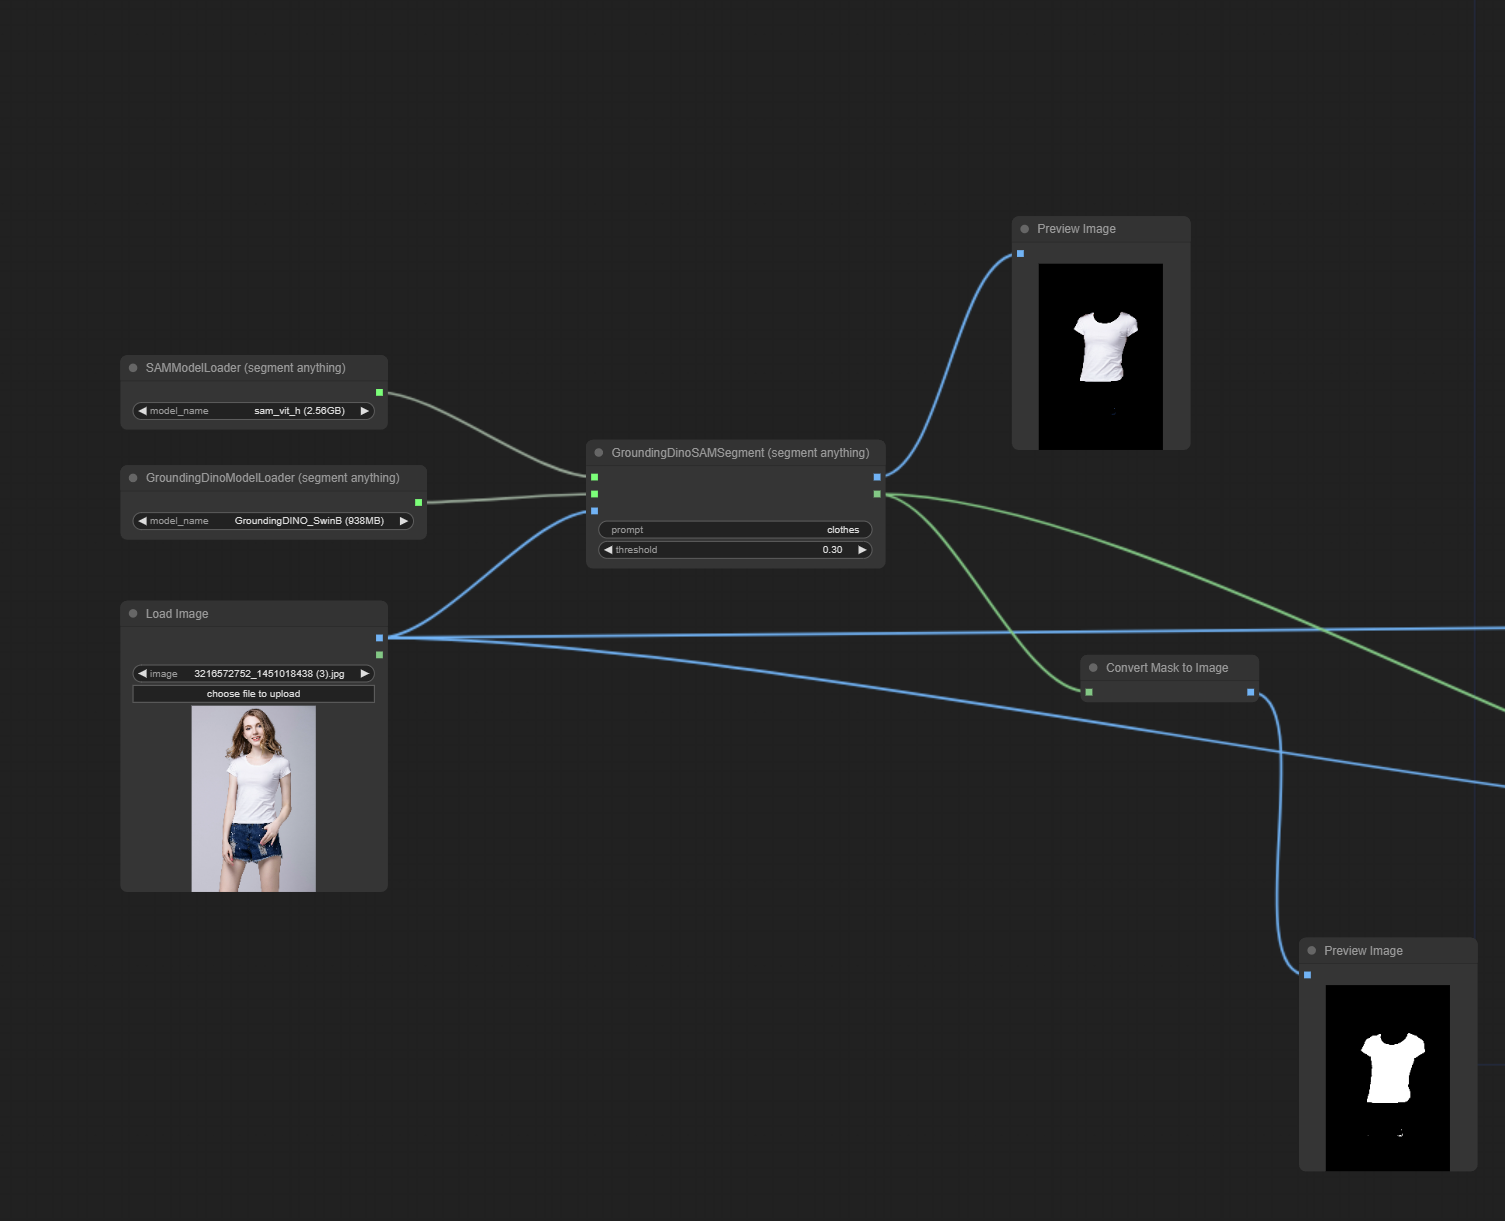 Preview Image
SAMModelLoader (segment anything)
model_name sam_vit_h (2.56GB)
GroundingDinoModelLoader (segment anything)
model_name GroundingDINO_SwinB (938MB)
GroundingDinoSAMSegment (segment anything)
prompt clothes
threshold 0.30
Load Image
image 3216572752_1451018438 (3).jpg
choose file to upload
Convert Mask to Image
Preview Image